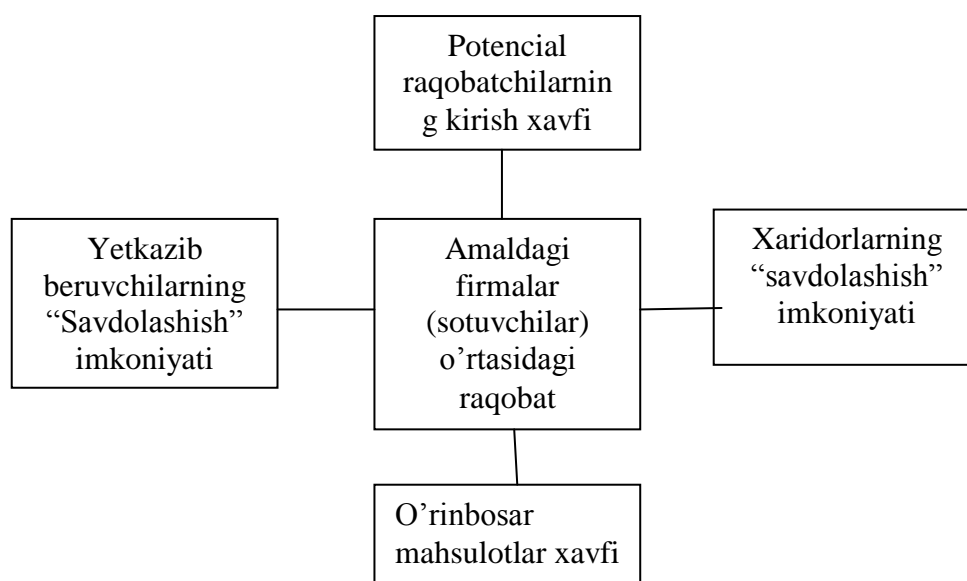 Potencial
raqobatchilarnin
g kirish xavfi
Yetkazib
beruvchilarning
“Savdolashish”
imkoniyati
Amaldagi
firmalar
(sotuvchilar)
o’rtasidagi
raqobat
Xaridorlarning
“savdolashish”
imkoniyati
O’rinbosar
mahsulotlar xavfi